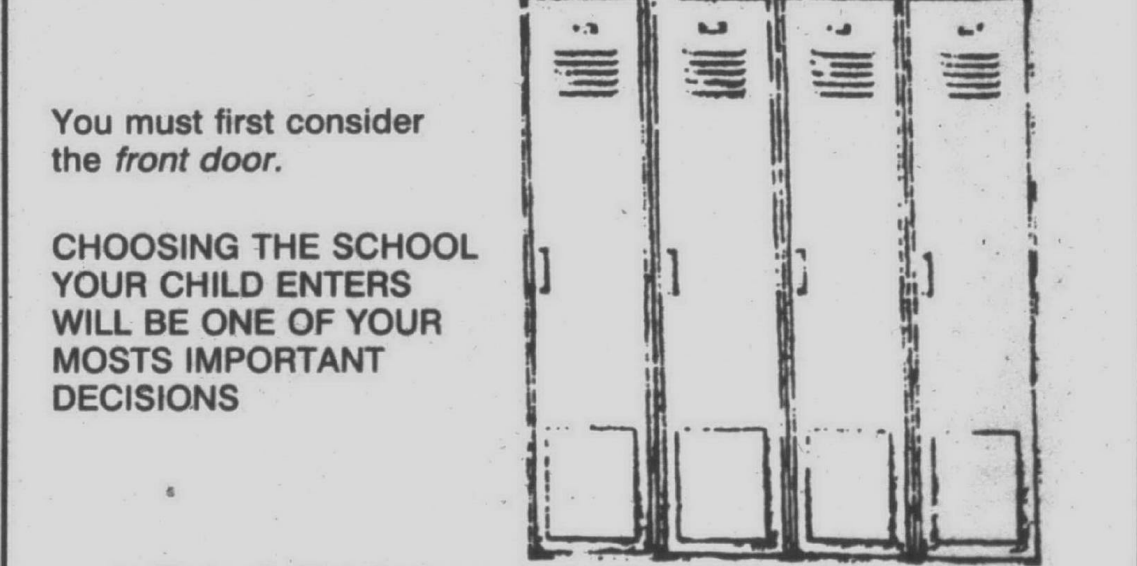 You must first consider
the front door.
CHOOSING THE SCHOOL
YOUR CHILD ENTERS
WILL BE ONE OF YOUR
MOSTS IMPORTANT
DECISIONS